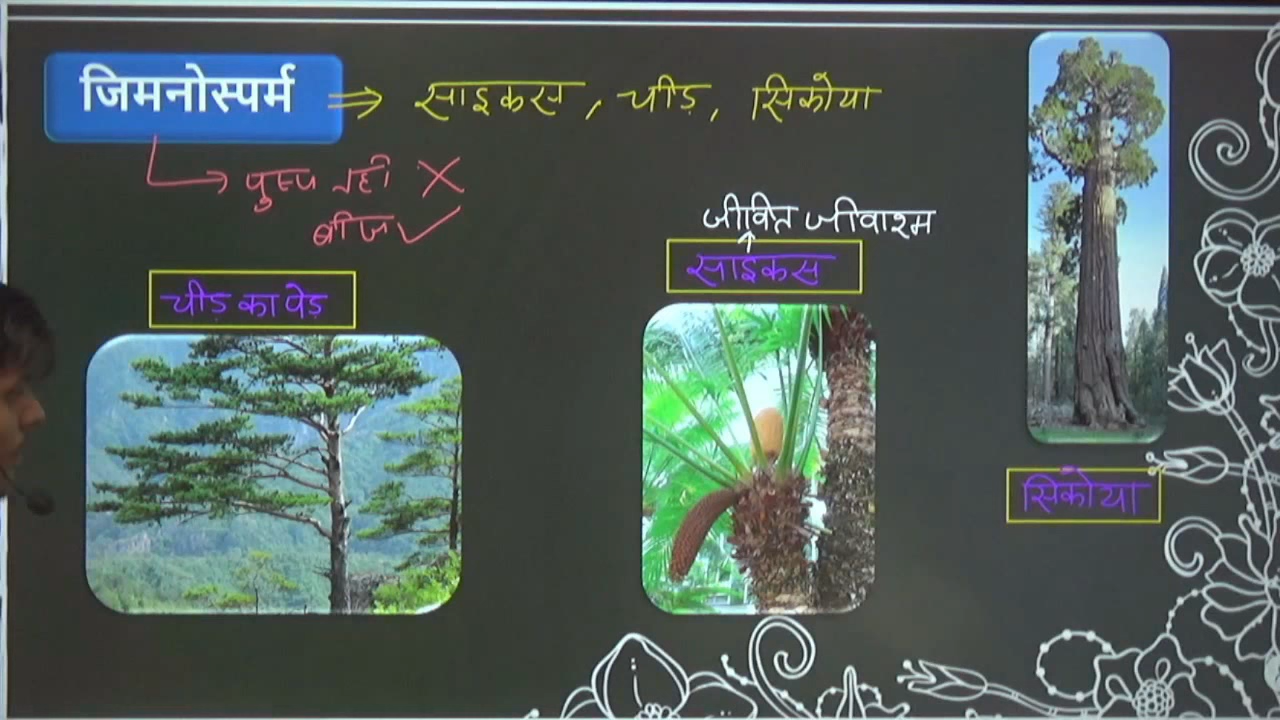 जिमनोस्पर्म ⇒ साइकस, चीड़, सिकोया
पुष्प नहीं ✗
बीज ✓
जीवित जीवाश्म
साइकस
चीड़ का पेड़
सिकोया